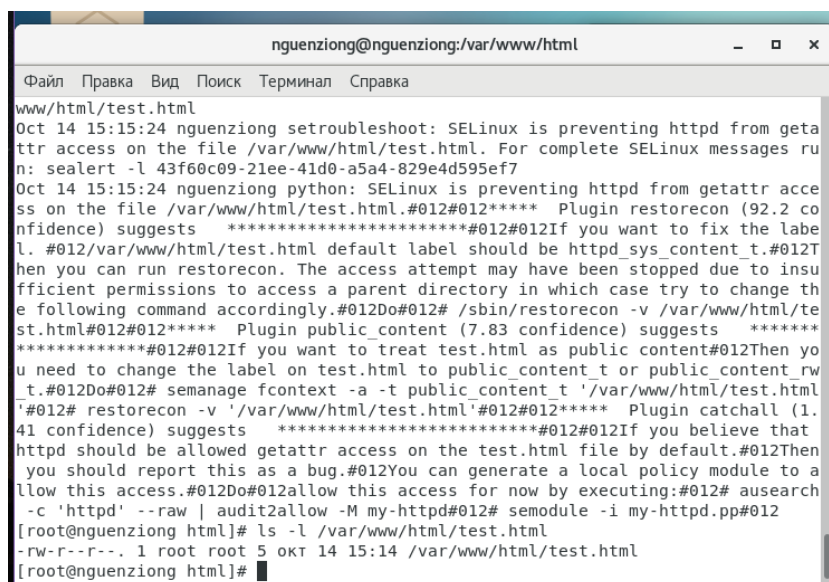 nguenziong@nguenziong:/var/www/html
Файл Правка Вид Поиск Терминал Справка
www/html/test.html
Oct 14 15:15:24 nguenziong setroubleshoot: SELinux is preventing httpd from geta
ttr access on the file /var/www/html/test.html. For complete SELinux messages ru
n: sealert -l 43f60c09-21ee-41d0-a5a4-829e4d595ef7
Oct 14 15:15:24 nguenziong python: SELinux is preventing httpd from getattr acce
ss on the file /var/www/html/test.html.#012#012*****  Plugin restorecon (92.2 co
nfidence) suggests   ************************#012#012If you want to fix the labe
l. #012/var/www/html/test.html default label should be httpd_sys_content_t.#012T
hen you can run restorecon. The access attempt may have been stopped due to insu
fficient permissions to access a parent directory in which case try to change th
e following command accordingly.#012Do#012# /sbin/restorecon -v /var/www/html/te
st.html#012#012*****  Plugin public_content (7.83 confidence) suggests   *******
*************#012#012If you want to treat test.html as public content#012Then yo
u need to change the label on test.html to public_content_t or public_content_rw
_t.#012Do#012# semanage fcontext -a -t public_content_t '/var/www/html/test.html
'#012# restorecon -v '/var/www/html/test.html'#012#012*****  Plugin catchall (1.
41 confidence) suggests   **************************#012#012If you believe that
httpd should be allowed getattr access on the test.html file by default.#012Then
 you should report this as a bug.#012You can generate a local policy module to a
llow this access.#012Do#012allow this access for now by executing:#012# ausearch
 -c 'httpd' --raw | audit2allow -M my-httpd#012# semodule -i my-httpd.pp#012
[root@nguenziong html]# ls -l /var/www/html/test.html
-rw-r--r--. 1 root root 5 окт 14 15:14 /var/www/html/test.html
[root@nguenziong html]#